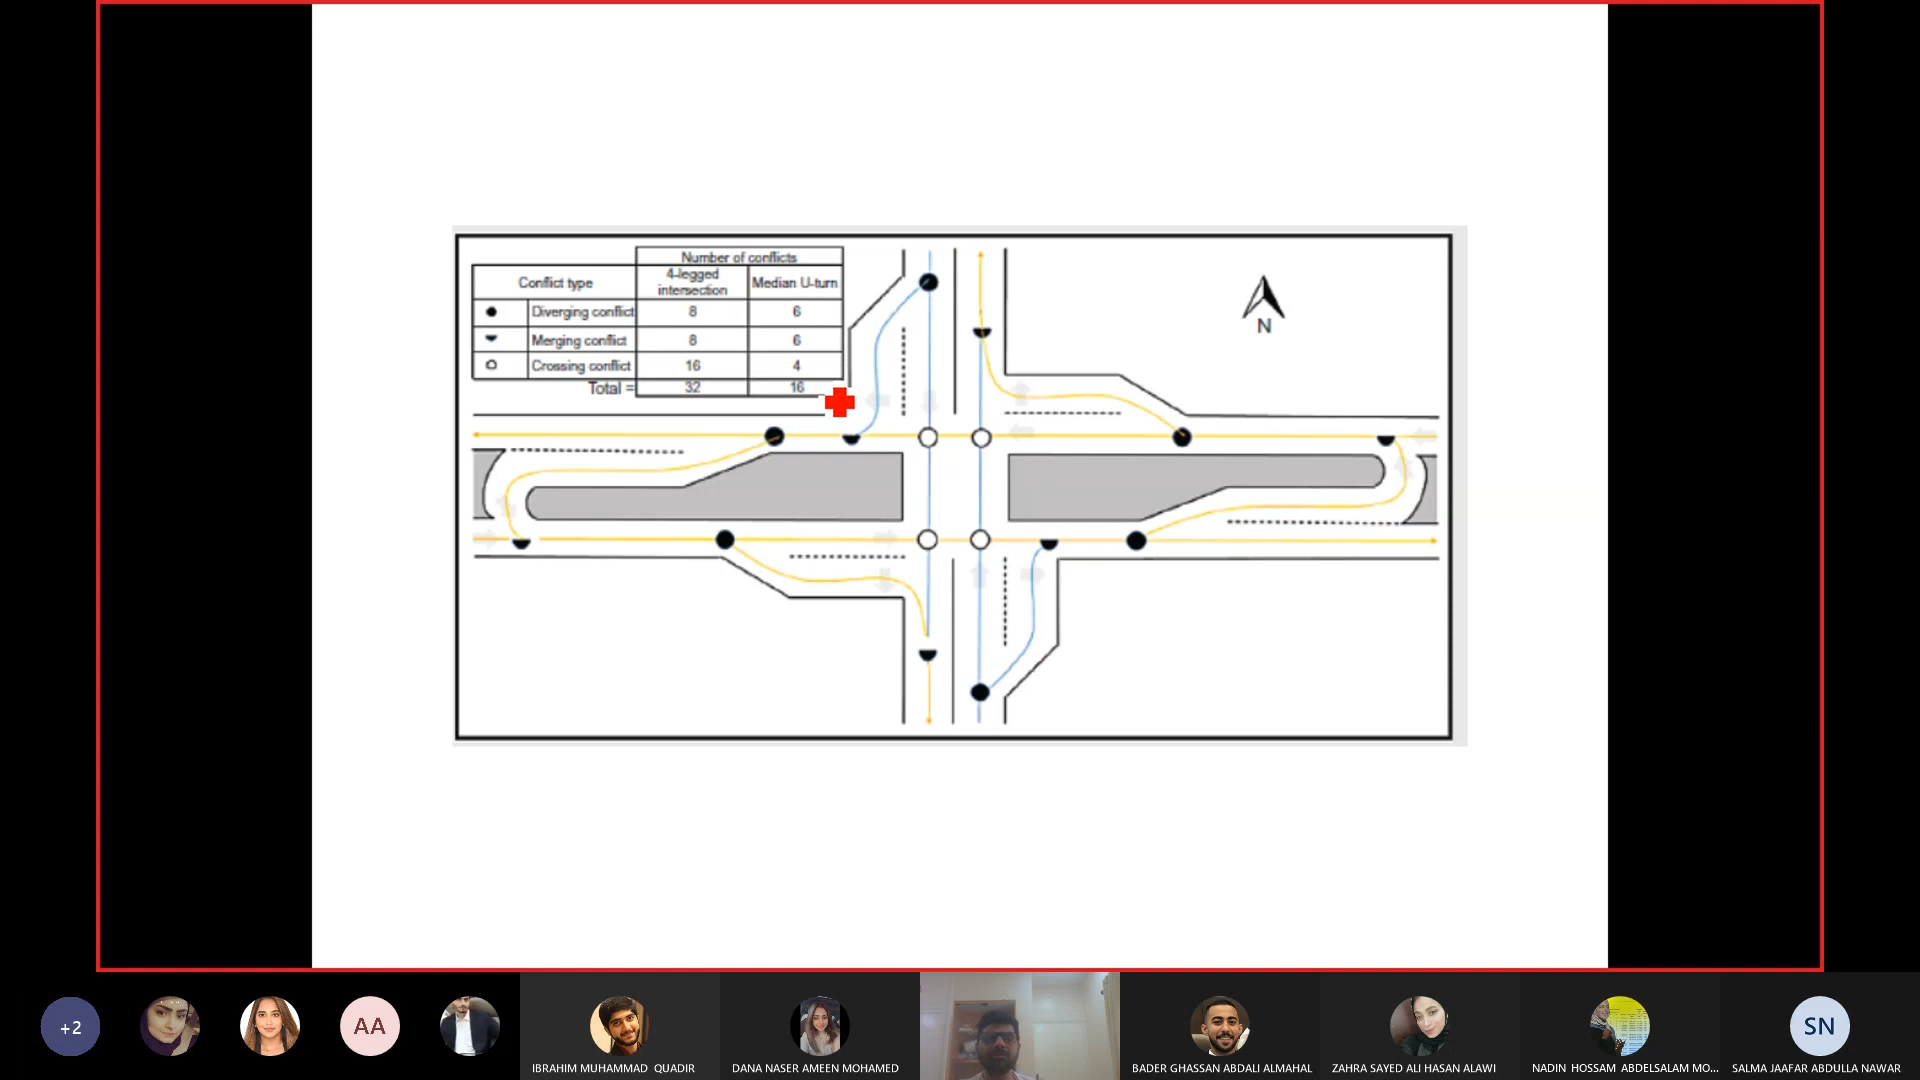 Number of conflicts
Conflict type
4-legged intersection
Median U-turn
Diverging conflict 8 6
Merging conflict 8 6
Crossing conflict 16 4
Total = 32 16
N
+2
AA
IBRAHIM MUHAMMAD QUADIR
DANA NASER AMEEN MOHAMED
BADER GHASSAN ABDALI ALMAHAL
ZAHRA SAYED ALI HASAN ALAWI
NADIN HOSSAM ABDELSALAM MO...
SN
SALMA JAAFAR ABDULLA NAWAR